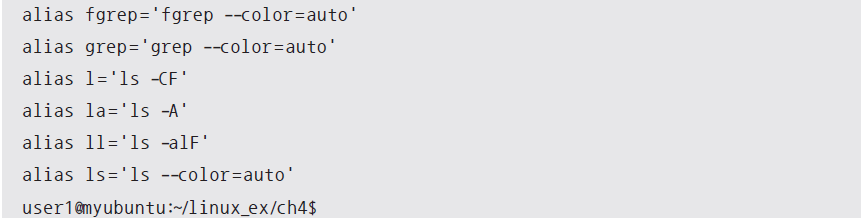 alias fgrep='fgrep --color=auto'
alias grep='grep --color=auto'
alias l='ls -CF'
alias la='ls -A'
alias ll='ls -alF'
alias ls='ls --color=auto'
user1@myubuntu:~/linux_ex/ch4$